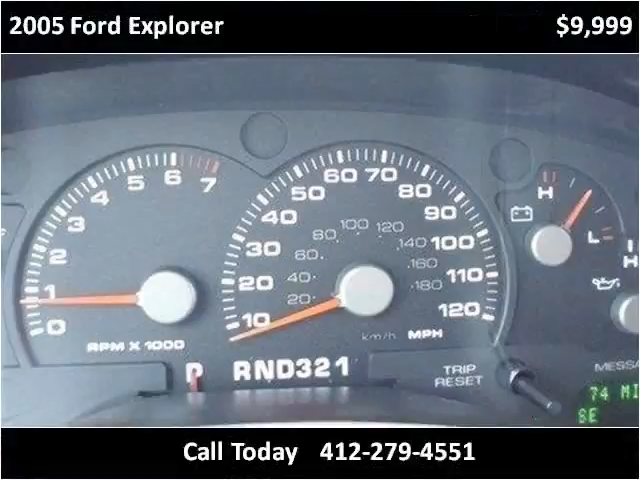 2005 Ford Explorer $9,999
0 1 2 3 4 5 6 7
RPM X 1000
10 20 30 40 50 60 70 80 90 100 110 120
20 40 60 80 100 120 140 160 180
km/h MPH
H
L
H
P RND321
TRIP
RESET
MESSA
74 MI
SE
Call Today 412-279-4551